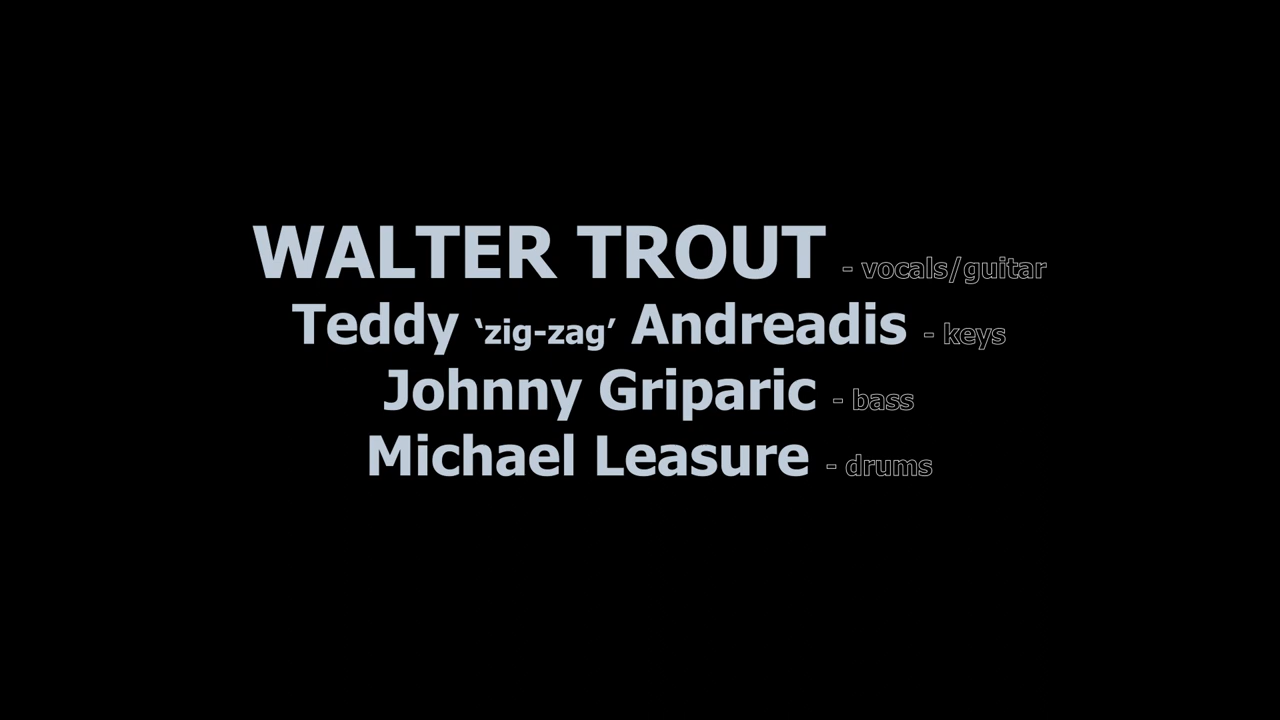 WALTER TROUT - vocals/guitar
Teddy ‘zig-zag’ Andreadis - keys
Johnny Griparic - bass
Michael Leasure - drums